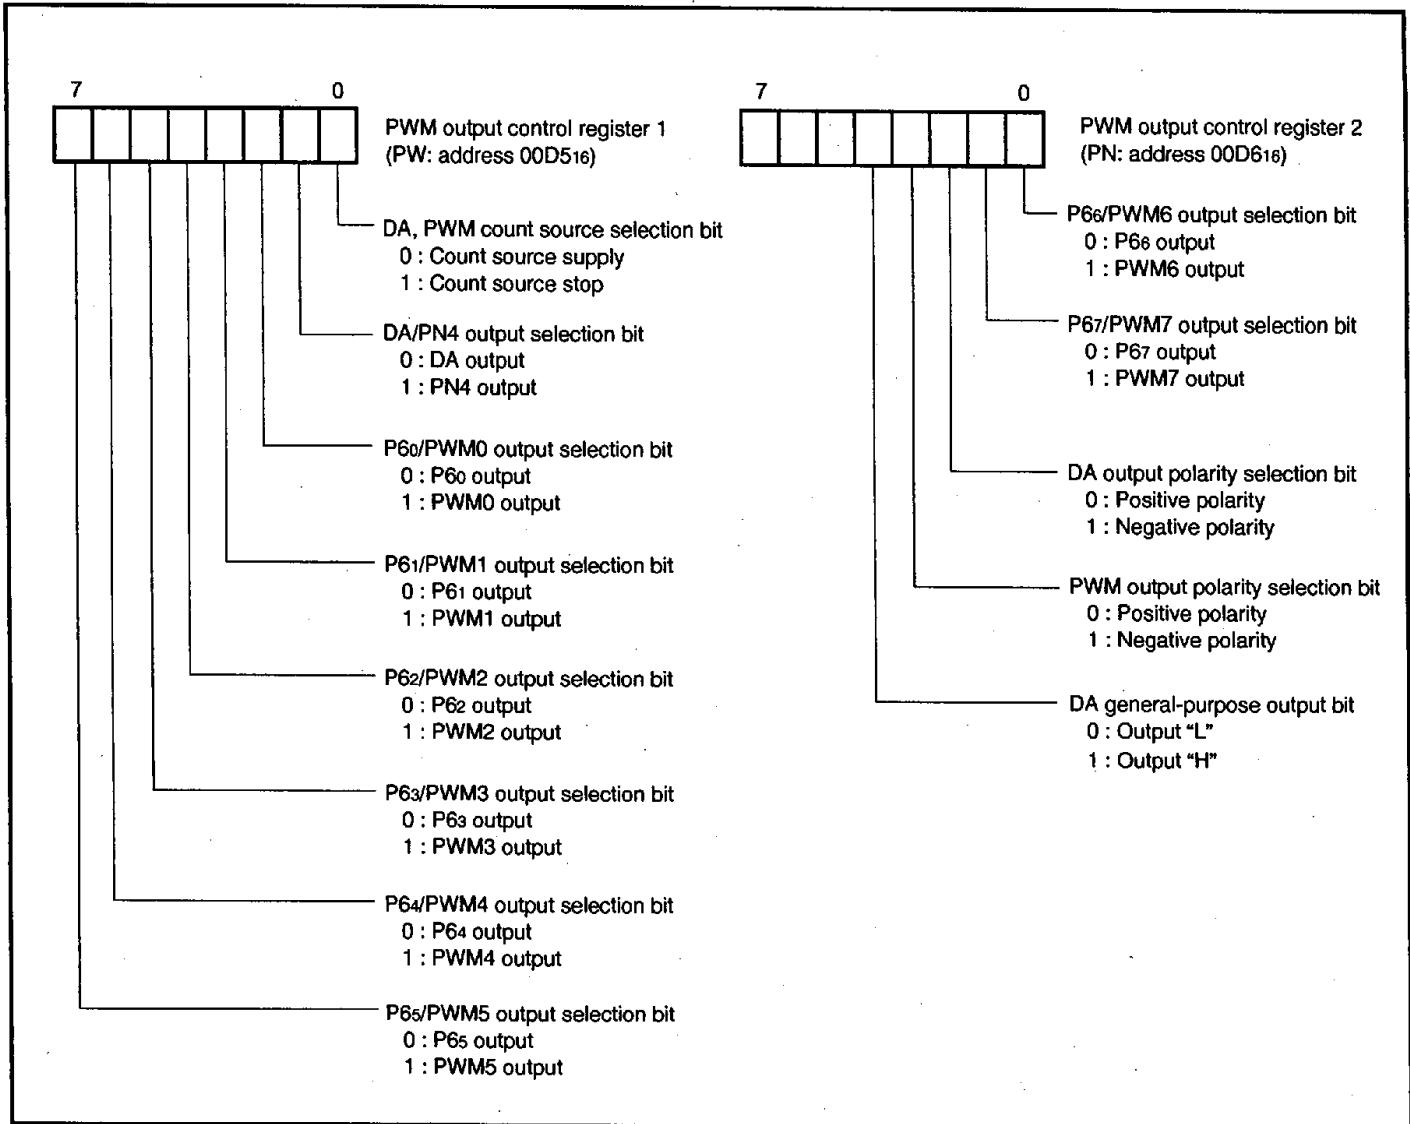 7 0
PWM output control register 1
(PW: address 00D516)
DA, PWM count source selection bit
0 : Count source supply
1 : Count source stop
DA/PN4 output selection bit
0 : DA output
1 : PN4 output
P60/PWM0 output selection bit
0 : P60 output
1 : PWM0 output
P61/PWM1 output selection bit
0 : P61 output
1 : PWM1 output
P62/PWM2 output selection bit
0 : P62 output
1 : PWM2 output
P63/PWM3 output selection bit
0 : P63 output
1 : PWM3 output
P64/PWM4 output selection bit
0 : P64 output
1 : PWM4 output
P65/PWM5 output selection bit
0 : P65 output
1 : PWM5 output
7 0
PWM output control register 2
(PN: address 00D616)
P66/PWM6 output selection bit
0 : P66 output
1 : PWM6 output
P67/PWM7 output selection bit
0 : P67 output
1 : PWM7 output
DA output polarity selection bit
0 : Positive polarity
1 : Negative polarity
PWM output polarity selection bit
0 : Positive polarity
1 : Negative polarity
DA general-purpose output bit
0 : Output “L”
1 : Output “H”